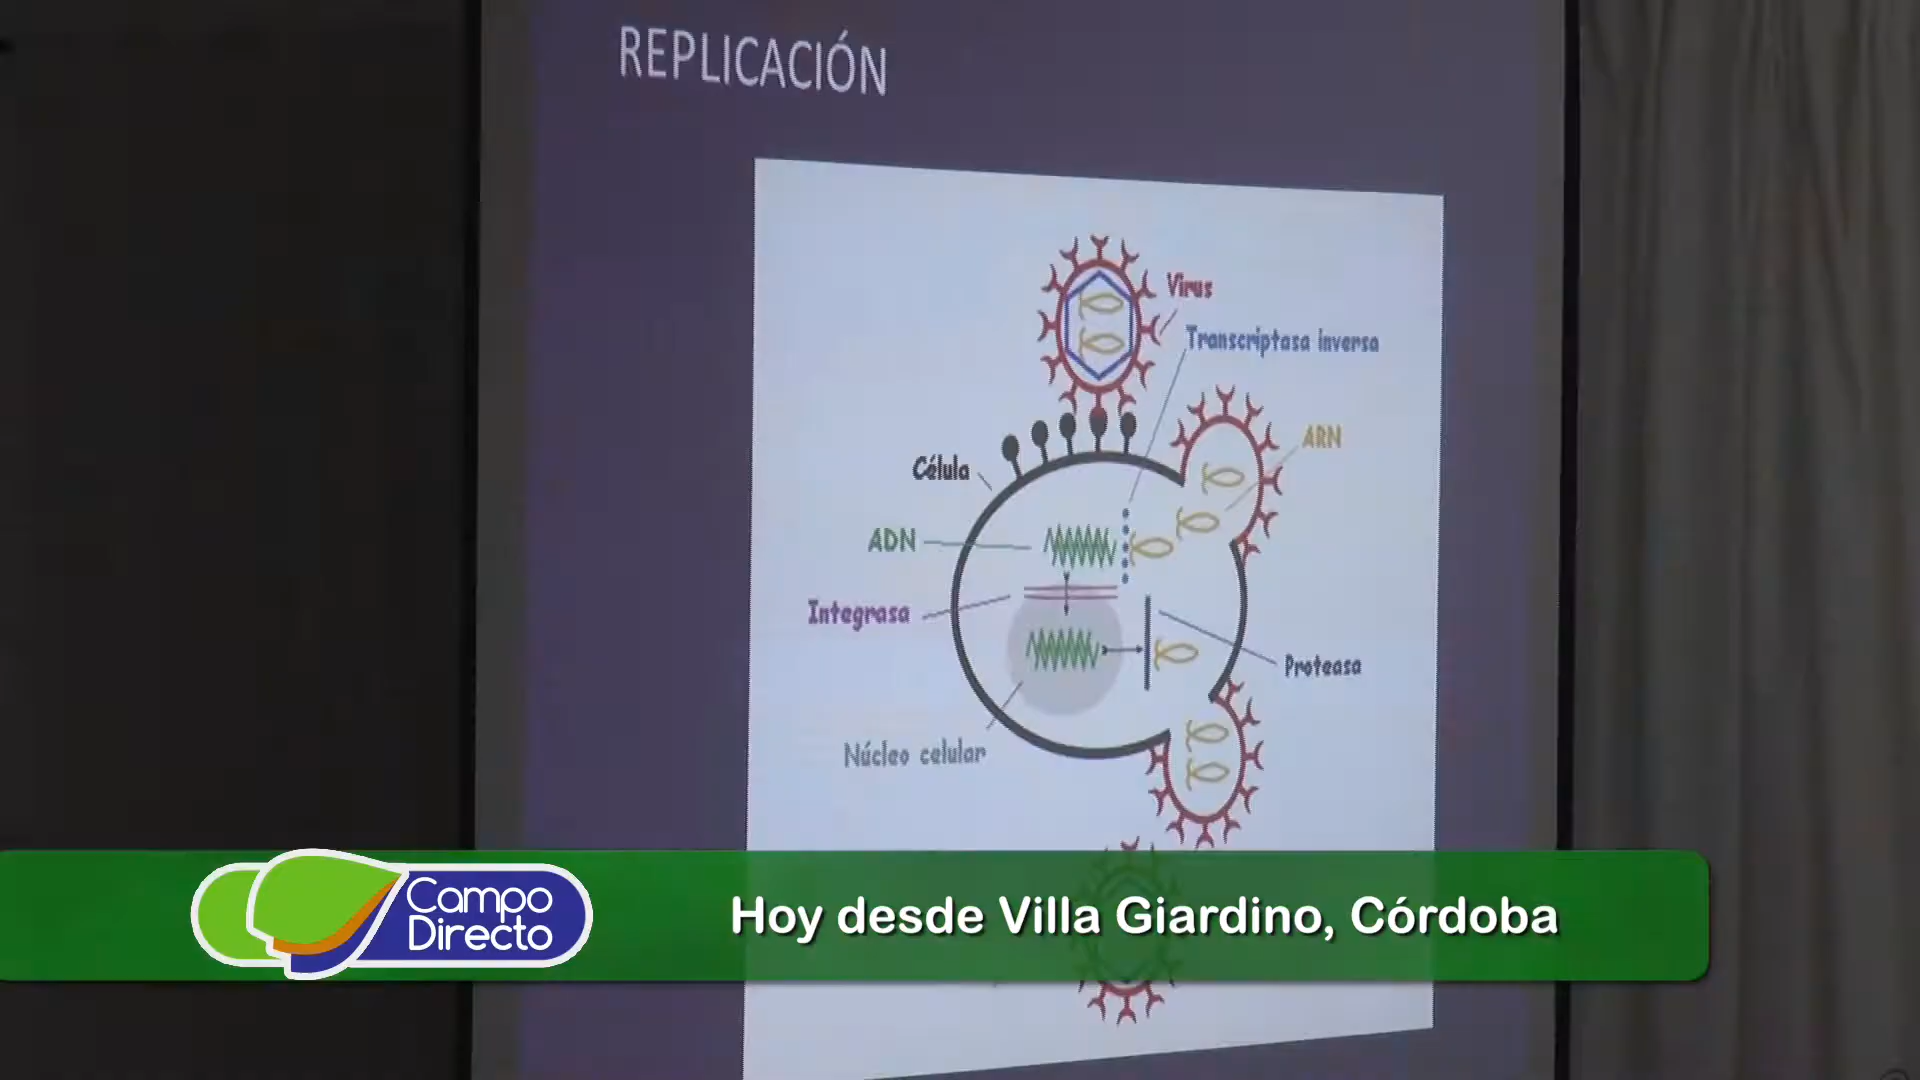 REPLICACIÓN
Virus
Transcriptasa inversa
ARN
Célula
ADN
Integrasa
Proteasa
Núcleo celular
Campo
Directo
Hoy desde Villa Giardino, Córdoba